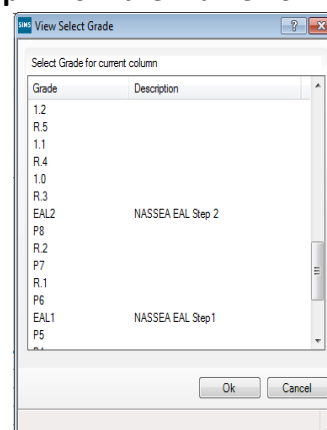 SIMS View Select Grade
Select Grade for current column
Grade Description
1.2
R.5
1.1
R.4
1.0
R.3
EAL2 NASSEA EAL Step 2
P8
R.2
P7
R.1
P6
EAL1 NASSEA EAL Step1
P5
Ok Cancel